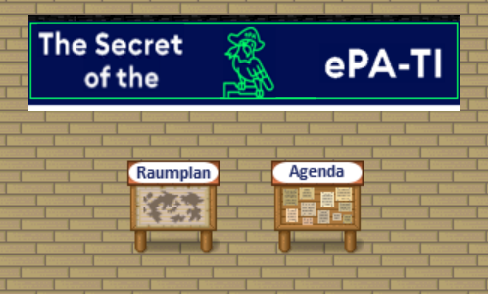 The Secret
of the
ePA-TI
Raumplan
Agenda